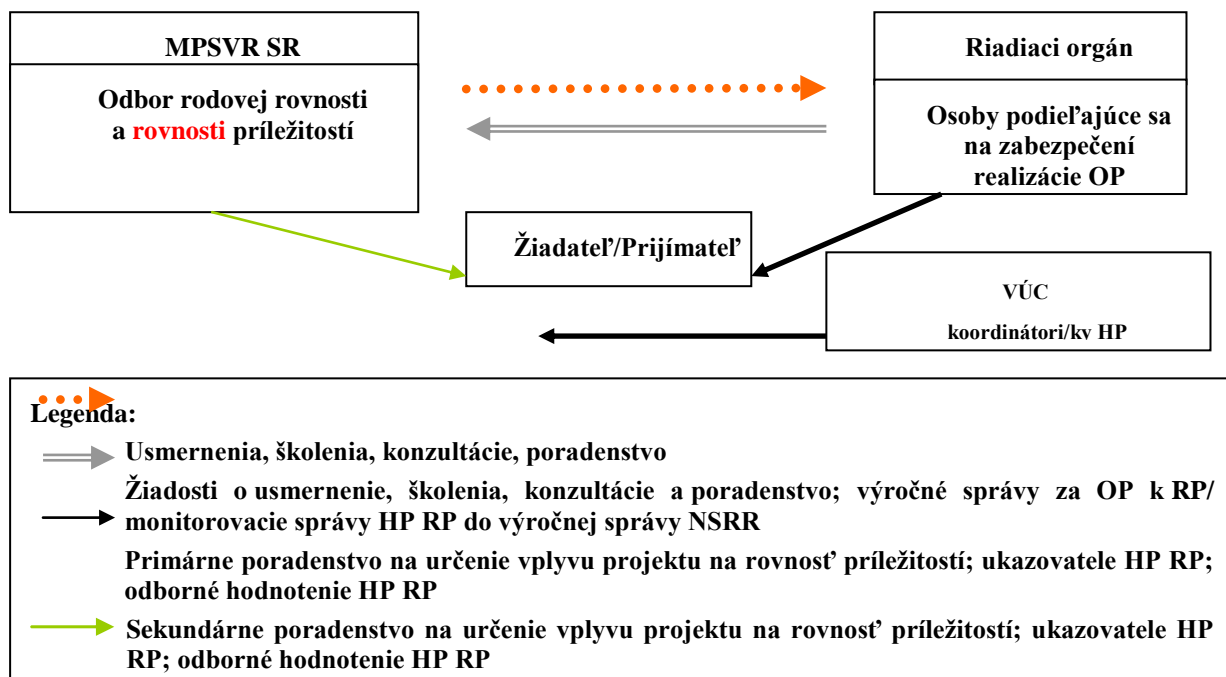 MPSVR SR
Odbor rodovej rovnosti
a rovnosti príležitostí
Riadiaci orgán
Osoby podieľajúce sa
na zabezpečení
realizácie OP
Žiadateľ/Prijímateľ
VÚC
koordinátori/kv HP
Legenda:
Usmernenia, školenia, konzultácie, poradenstvo
Žiadosti o usmernenie, školenia, konzultácie a poradenstvo; výročné správy za OP k RP/
monitorovacie správy HP RP do výročnej správy NSRR
Primárne poradenstvo na určenie vplyvu projektu na rovnosť príležitostí; ukazovatele HP RP;
odborné hodnotenie HP RP
Sekundárne poradenstvo na určenie vplyvu projektu na rovnosť príležitostí; ukazovatele HP
RP; odborné hodnotenie HP RP